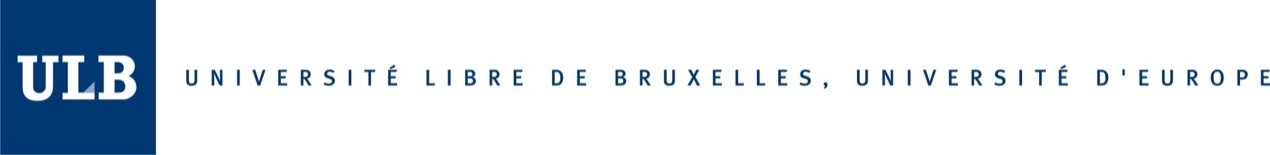 ULB UNIVERSITÉ LIBRE DE BRUXELLES, UNIVERSITÉ D'EUROPE